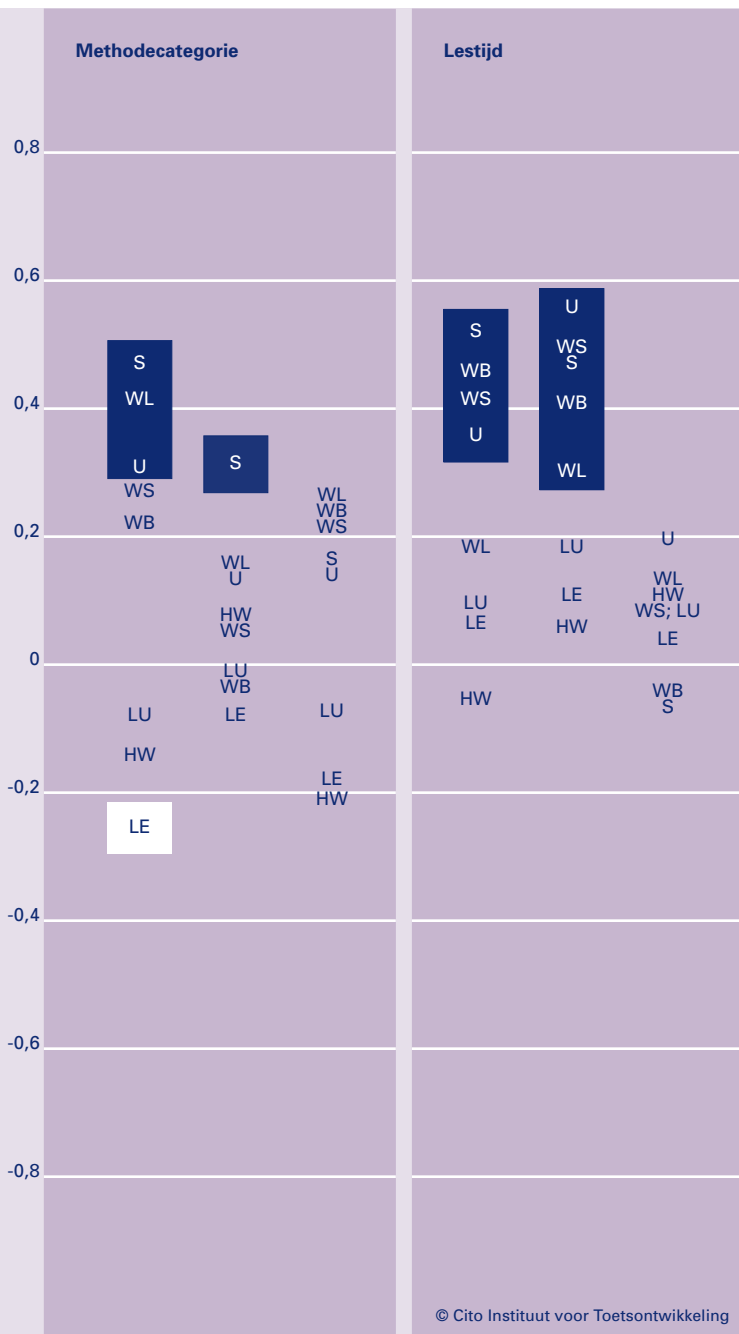 Methodecategorie
Lestijd
0,8
0,6
0,4
0,2
0
-0,2
-0,4
-0,6
-0,8
S
WL
U
WS
WB
LU
HW
LE
S
WL
U
HW
WS
LU
WB
LE
WL
WB
WS
S
U
LU
LE
HW
S
WB
WS
U
WL
LU
LE
HW
U
WS
S
WB
WL
LU
LE
HW
U
WL
HW
WS; LU
LE
WB
S
© Cito Instituut voor Toetsontwikkeling